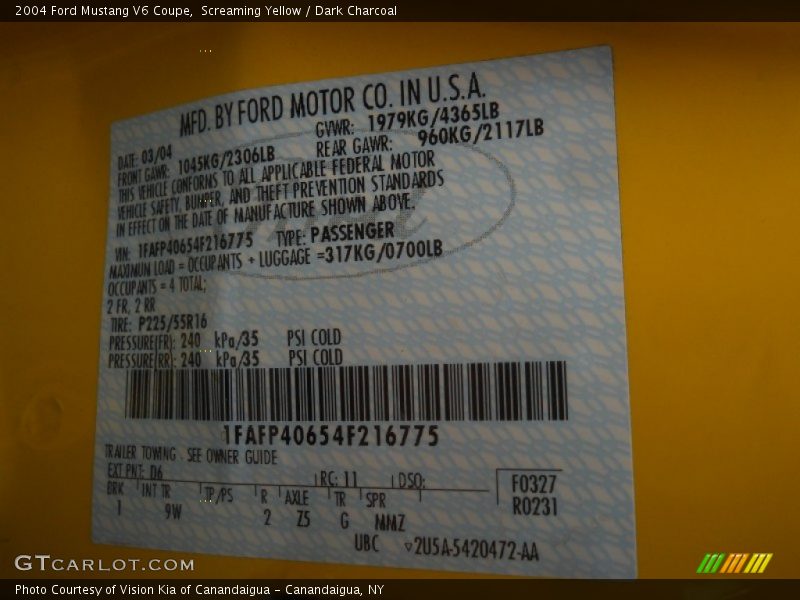 2004 Ford Mustang V6 Coupe, Screaming Yellow / Dark Charcoal
MFD. BY FORD MOTOR CO. IN U.S.A.
DATE: 03/04 GVWR: 1979KG/4365LB
FRONT GAWR: 1045KG/2306LB REAR GAWR: 960KG/2117LB
THIS VEHICLE CONFORMS TO ALL APPLICABLE FEDERAL MOTOR
VEHICLE SAFETY, BUMPER, AND THEFT PREVENTION STANDARDS
IN EFFECT ON THE DATE OF MANUFACTURE SHOWN ABOVE.
VIN: 1FAFP40654F216775 TYPE: PASSENGER
MAXIMUM LOAD = OCCUPANTS + LUGGAGE =317KG/0700LB
OCCUPANTS = 4 TOTAL;
2 FR, 2 RR
TIRE: P225/55R16
PRESSURE(FR): 240 kPa/35 PSI COLD
PRESSURE(RR): 240 kPa/35 PSI COLD
1FAFP40654F216775
TRAILER TOWING - SEE OWNER GUIDE
EXT PNT: D6 RC: 11 DSO: F0327
BRK INT TR TP/PS R AXLE TR SPR R0231
1 9W 2 Z5 G MMZ
UBC ▽2U5A-5420472-AA
GTCARLOT.COM
Photo Courtesy of Vision Kia of Canandaigua - Canandaigua, NY